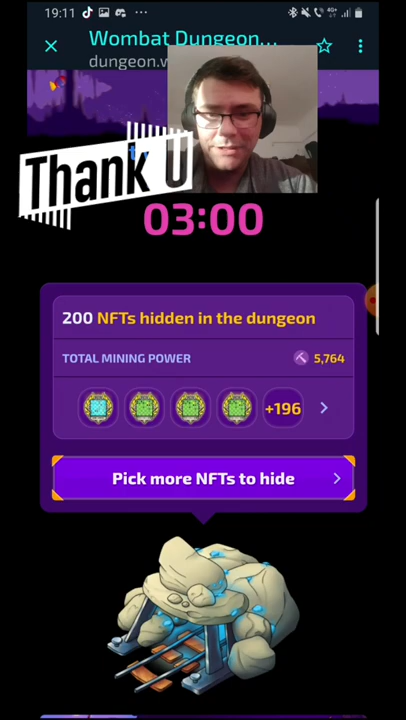 19:11
Wombat Dungeon...
dungeon.w
Thank U
03:00
200 NFTs hidden in the dungeon
TOTAL MINING POWER 5,764
+196
Pick more NFTs to hide